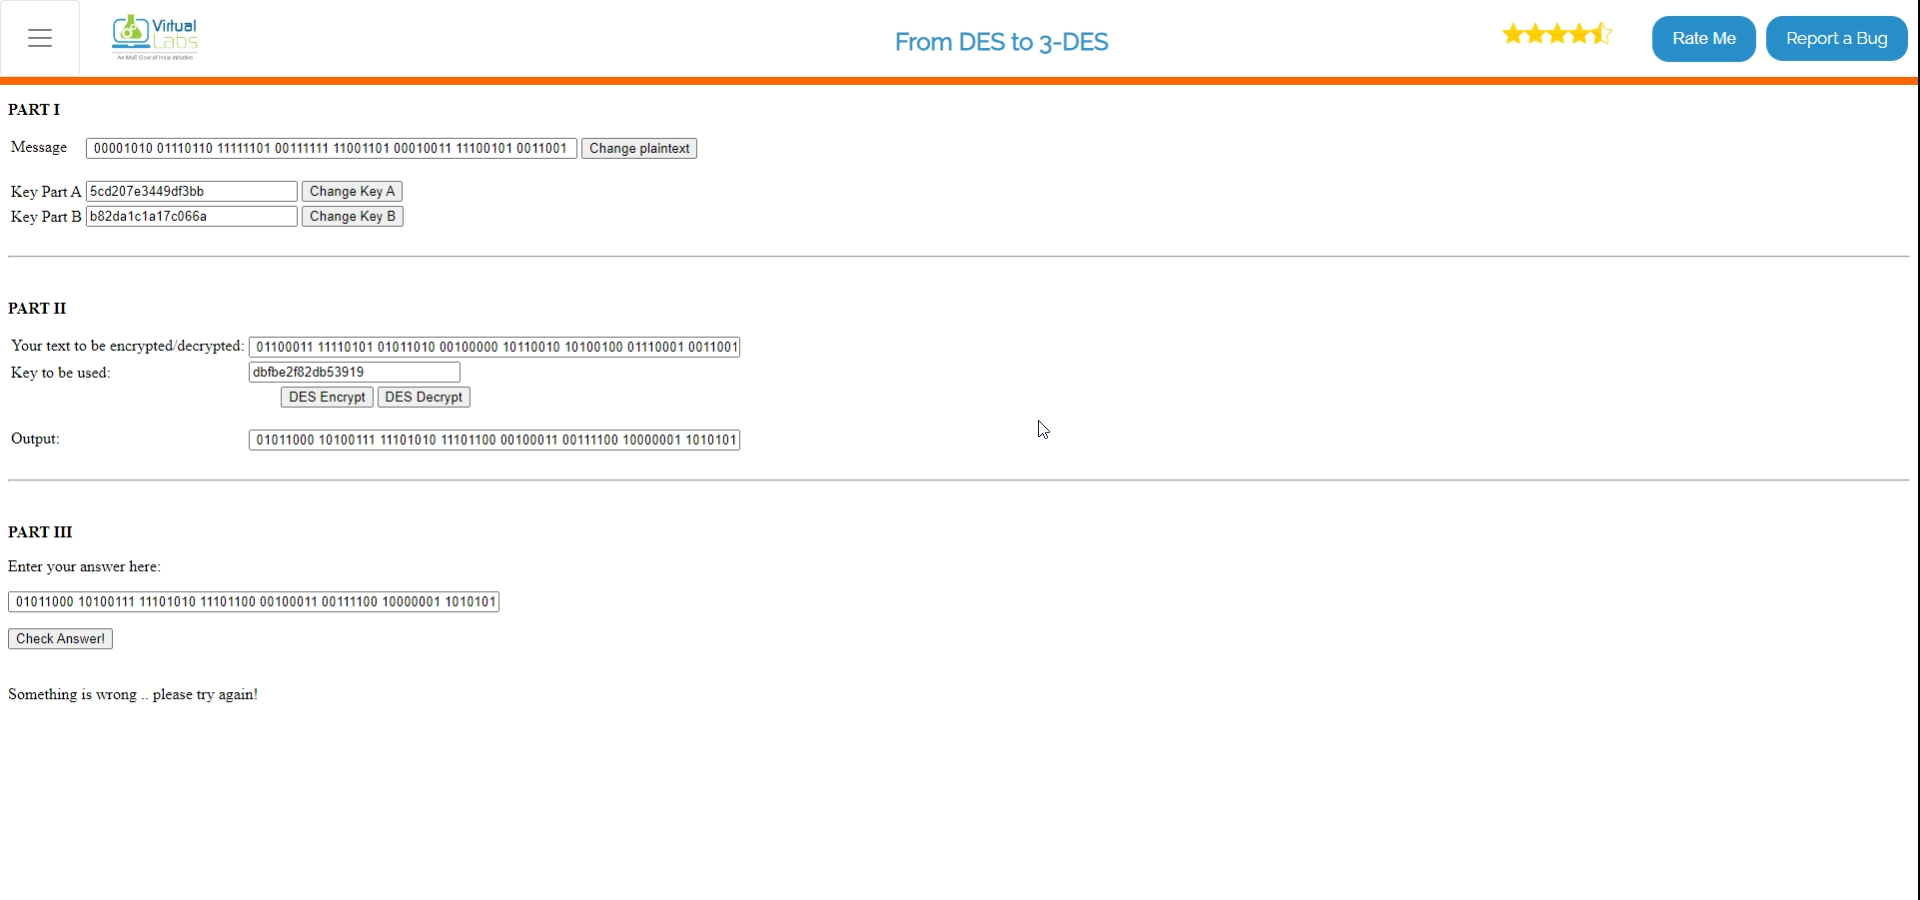 Virtual
Labs
An MoE Govt of India Initiative
From DES to 3-DES
Rate Me
Report a Bug
PART I
Message 00001010 01110110 11111101 00111111 11001101 00010011 11100101 0011001 Change plaintext
Key Part A 5cd207e3449df3bb Change Key A
Key Part B b82da1c1a17c066a Change Key B
PART II
Your text to be encrypted/decrypted: 01100011 11110101 01011010 00100000 10110010 10100100 01110001 0011001
Key to be used: dbfbe2f82db53919
DES Encrypt DES Decrypt
Output: 01011000 10100111 11101010 11101100 00100011 00111100 10000001 1010101
PART III
Enter your answer here:
01011000 10100111 11101010 11101100 00100011 00111100 10000001 1010101
Check Answer!
Something is wrong .. please try again!